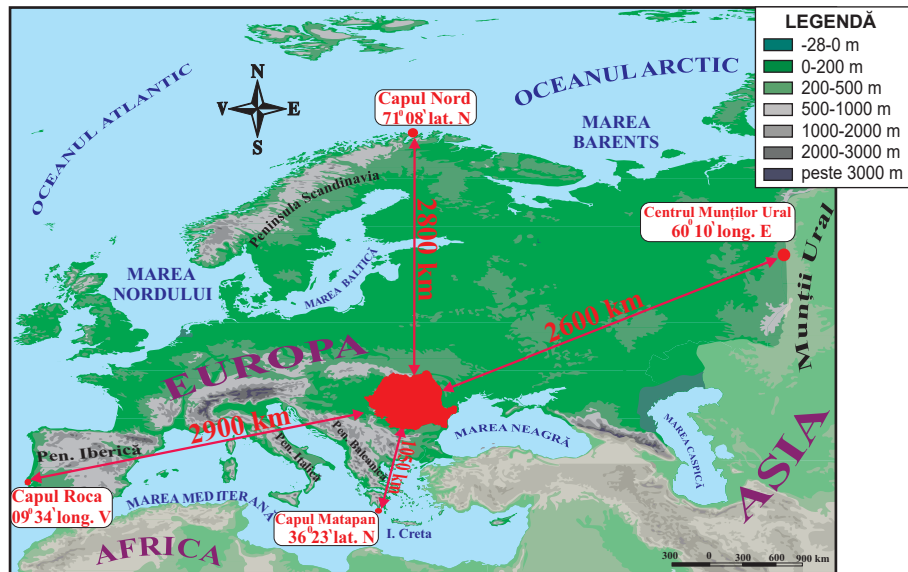 LEGENDĂ
-28-0 m
0-200 m
200-500 m
500-1000 m
1000-2000 m
2000-3000 m
peste 3000 m
OCEANUL ATLANTIC
OCEANUL ARCTIC
N
V
E
S
Capul Nord
71°08' lat. N
MAREA
BARENTS
Peninsula Scandinavia
2800 km
Centrul Munților Ural
60°10' long. E
Munții Ural
MAREA
NORDULUI
MAREA BALTICĂ
2600 km
EUROPA
2900 km
Pen. Iberică
Pen. Italică
Pen. Balcanică
1050 km
MAREA NEAGRĂ
MAREA
CASPICĂ
ASIA
Capul Roca
09°34' long. V
MAREA MEDITERANĂ
Capul Matapan
36°23' lat. N
I. Creta
AFRICA
300 0 300 600 900 km